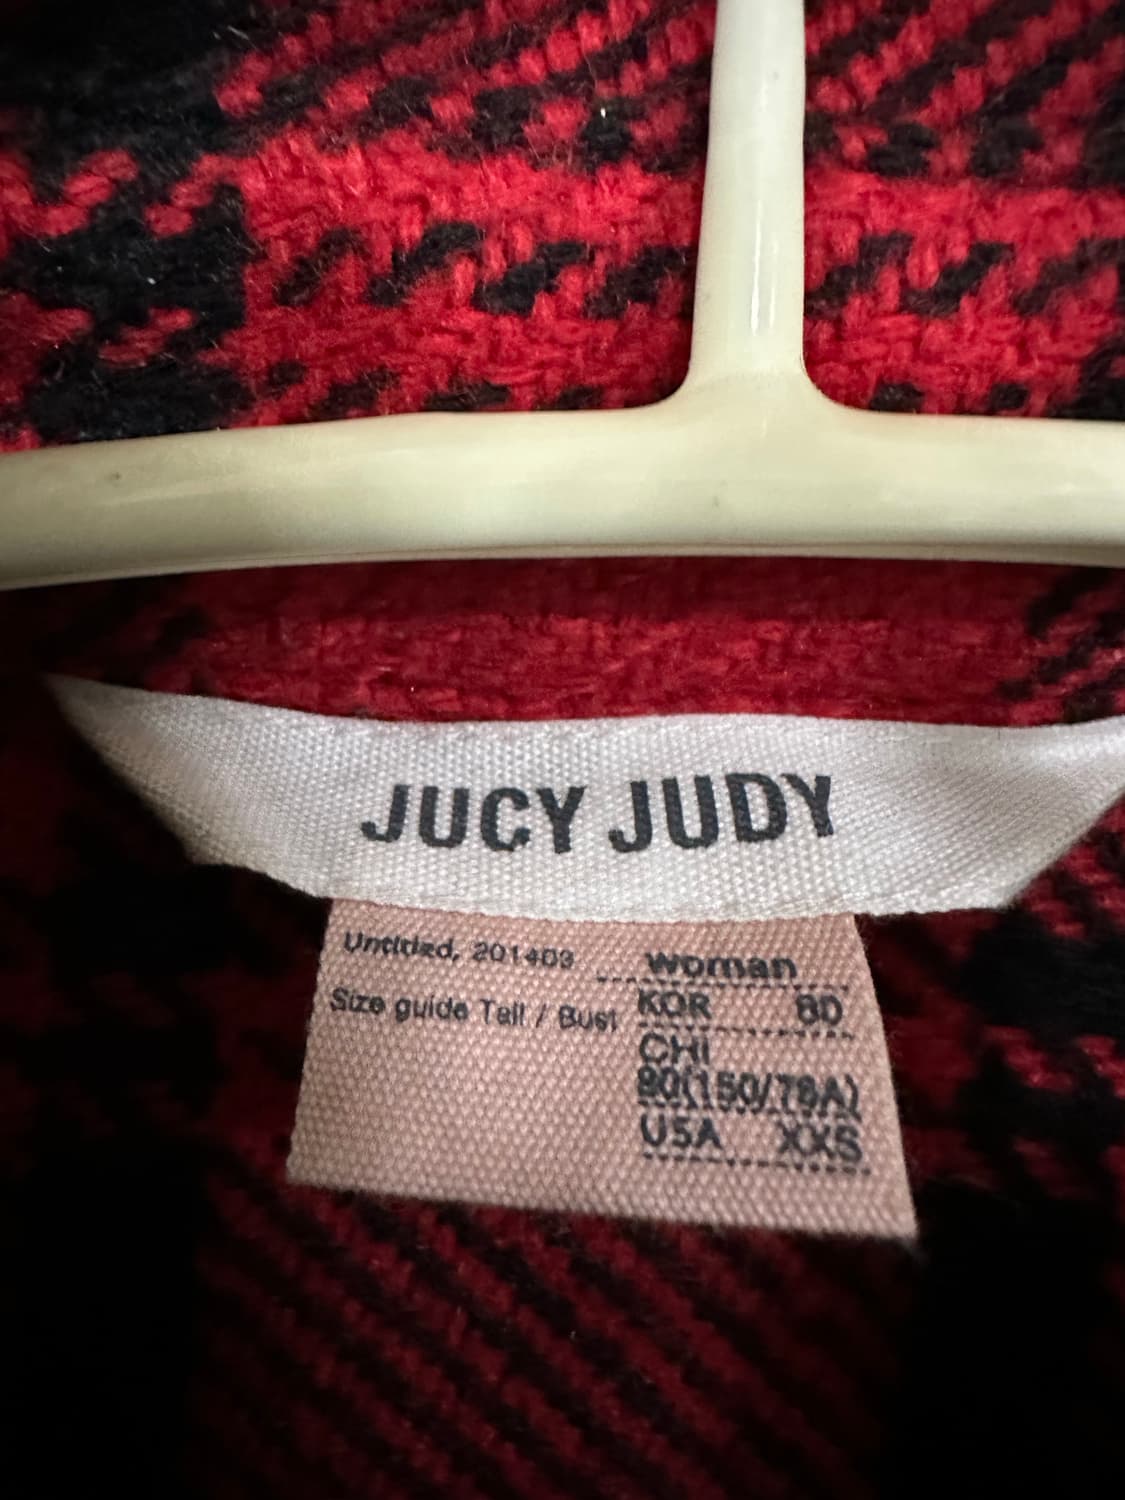 JUCY JUDY
Untitled, 201403
Size guide Tall / Bust
woman
KOR 80
CHI
80(150/76A)
USA XXS